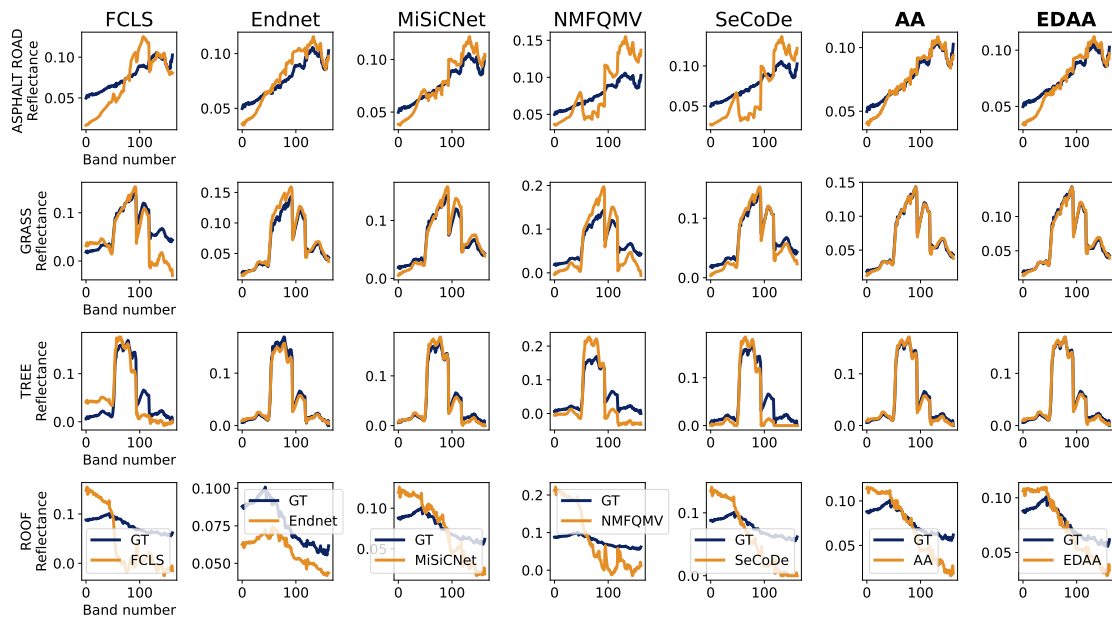 FCLS Endnet MiSiCNet NMFQMV SeCoDe AA EDAA
ASPHALT ROAD
Reflectance
0.10 0.10 0.10 0.15 0.10 0.10 0.10
0.05 0.05 0.05 0.10 0.05 0.05 0.05
0.05
0 100 0 100 0 100 0 100 0 100 0 100 0 100
Band number
GRASS
Reflectance
0.1 0.15 0.1 0.2 0.1 0.15 0.10
0.0 0.10 0.0 0.1 0.0 0.10 0.05
0.05 0.0 0.05
0 100 0 100 0 100 0 100 0 100 0 100 0 100
Band number
TREE
Reflectance
0.1 0.1 0.1 0.2 0.1 0.1 0.1
0.0 0.0 0.0 0.1 0.0 0.0 0.0
0.0
0 100 0 100 0 100 0 100 0 100 0 100 0 100
Band number
ROOF
Reflectance
0.1 0.100 0.10 0.2 0.1 0.10 0.10
0.0 0.075 0.05 0.1 0.0 0.05 0.05
0.050 0.0
GT GT GT GT GT GT GT
FCLS Endnet MiSiCNet NMFQMV SeCoDe AA EDAA
0 100 0 100 0 100 0 100 0 100 0 100 0 100
Band number